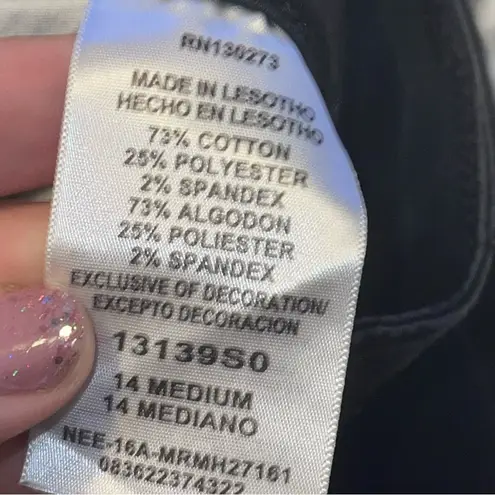 RN130273
MADE IN LESOTHO
HECHO EN LESOTHO
73% COTTON
25% POLYESTER
2% SPANDEX
73% ALGODON
25% POLIESTER
2% SPANDEX
EXCLUSIVE OF DECORATION/
EXCEPTO DECORACION
13139S0
14 MEDIUM
14 MEDIANO
NEE-16A-MRMH27161
083622374322